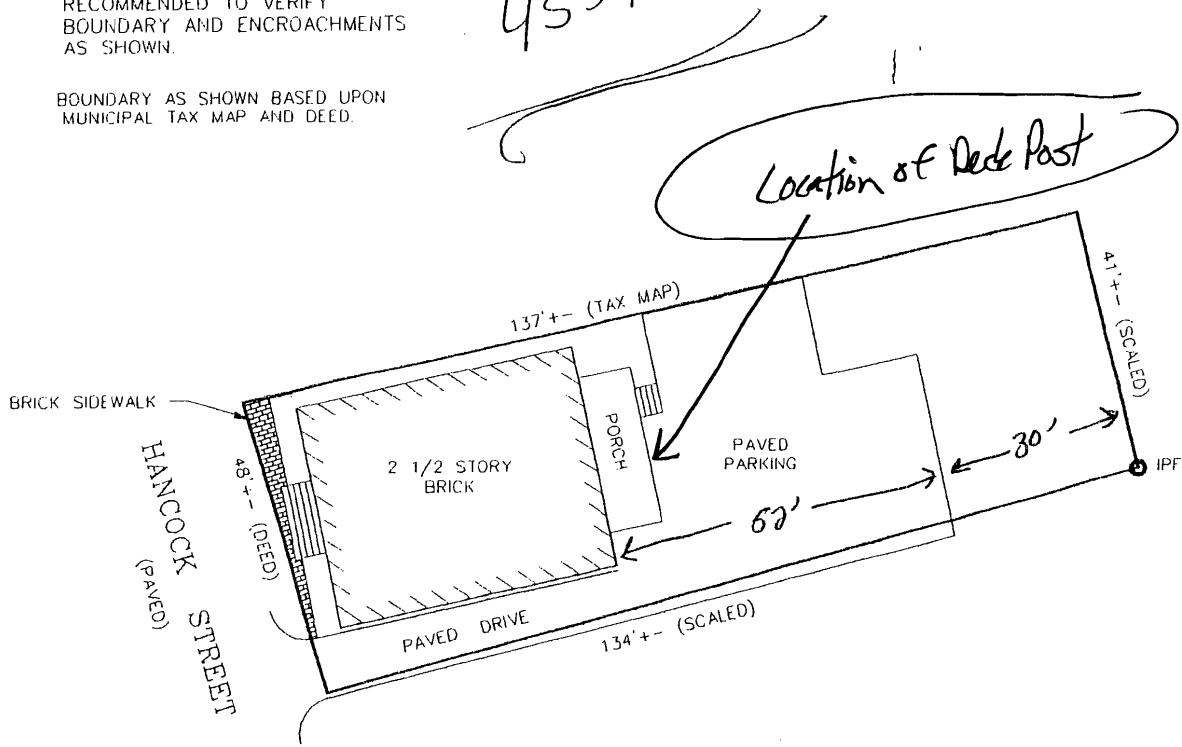 RECOMMENDED TO VERIFY
BOUNDARY AND ENCROACHMENTS
AS SHOWN.
BOUNDARY AS SHOWN BASED UPON
MUNICIPAL TAX MAP AND DEED.
Location of Deck Post
137'+- (TAX MAP)
41'+- (SCALED)
BRICK SIDEWALK
HANCOCK STREET
(PAVED)
48'+- (DEED)
2 1/2 STORY
BRICK
PORCH
PAVED
PARKING
30'
62'
IPF
PAVED DRIVE
134'+- (SCALED)